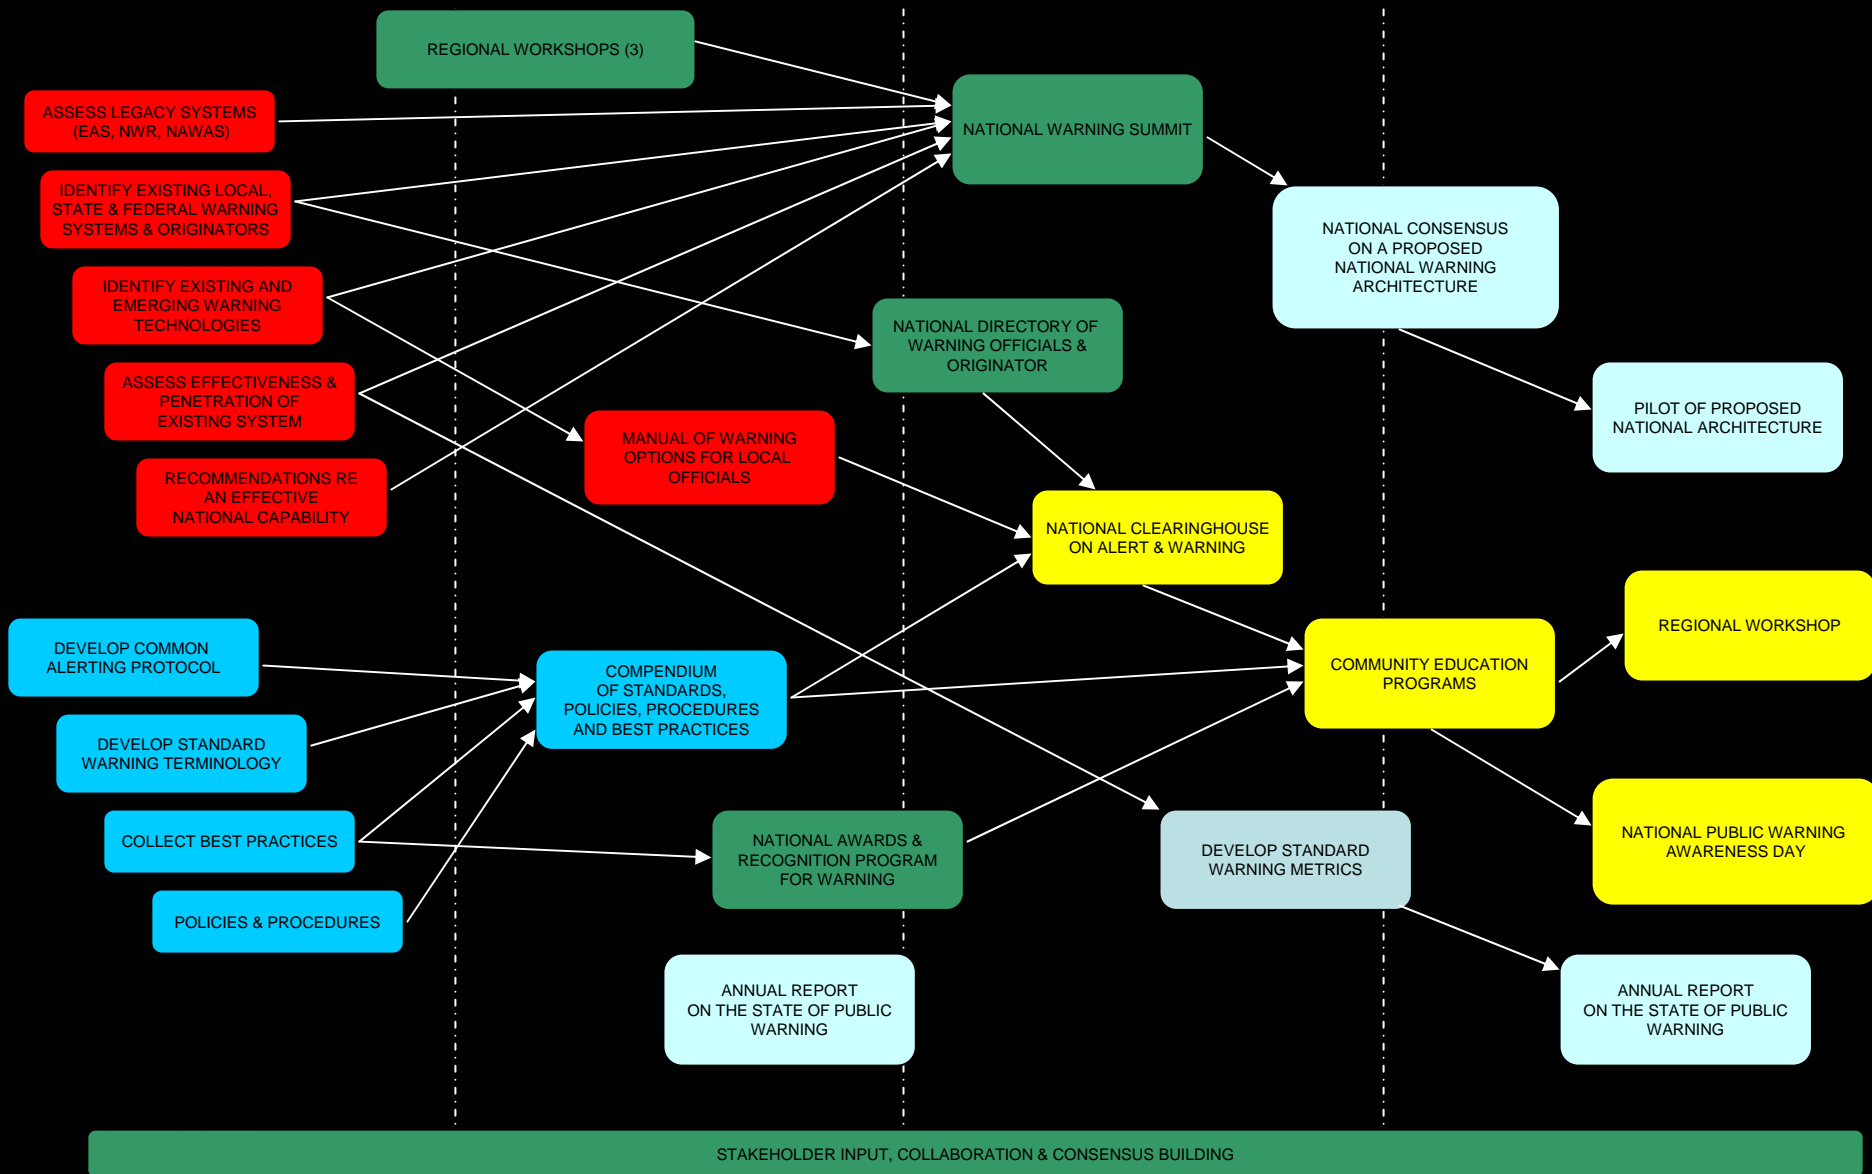 REGIONAL WORKSHOPS (3)
ASSESS LEGACY SYSTEMS
(EAS, NWR, NAWAS)
NATIONAL WARNING SUMMIT
IDENTIFY EXISTING LOCAL,
STATE & FEDERAL WARNING
SYSTEMS & ORIGINATORS
NATIONAL CONSENSUS
ON A PROPOSED
NATIONAL WARNING
ARCHITECTURE
IDENTIFY EXISTING AND
EMERGING WARNING
TECHNOLOGIES
NATIONAL DIRECTORY OF
WARNING OFFICIALS &
ORIGINATOR
ASSESS EFFECTIVENESS &
PENETRATION OF
EXISTING SYSTEM
PILOT OF PROPOSED
NATIONAL ARCHITECTURE
MANUAL OF WARNING
OPTIONS FOR LOCAL
OFFICIALS
RECOMMENDATIONS RE
AN EFFECTIVE
NATIONAL CAPABILITY
NATIONAL CLEARINGHOUSE
ON ALERT & WARNING
REGIONAL WORKSHOP
DEVELOP COMMON
ALERTING PROTOCOL
COMPENDIUM
OF STANDARDS,
POLICIES, PROCEDURES
AND BEST PRACTICES
COMMUNITY EDUCATION
PROGRAMS
DEVELOP STANDARD
WARNING TERMINOLOGY
COLLECT BEST PRACTICES
NATIONAL AWARDS &
RECOGNITION PROGRAM
FOR WARNING
DEVELOP STANDARD
WARNING METRICS
NATIONAL PUBLIC WARNING
AWARENESS DAY
POLICIES & PROCEDURES
ANNUAL REPORT
ON THE STATE OF PUBLIC
WARNING
ANNUAL REPORT
ON THE STATE OF PUBLIC
WARNING
STAKEHOLDER INPUT, COLLABORATION & CONSENSUS BUILDING